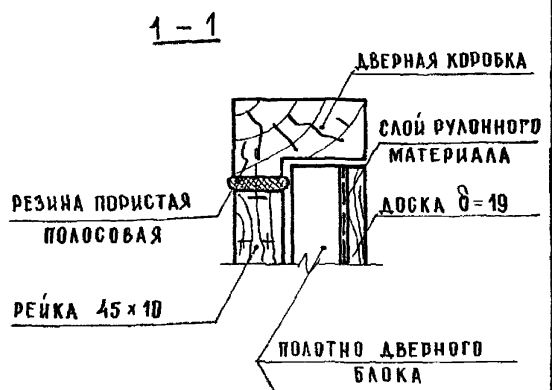 1 - 1
ДВЕРНАЯ КОРОБКА
СЛОЙ РУЛОННОГО
МАТЕРИАЛА
РЕЗИНА ПОРИСТАЯ
ПОЛОСОВАЯ
ДОСКА δ=19
РЕЙКА 45×10
ПОЛОТНО ДВЕРНОГО
БЛОКА